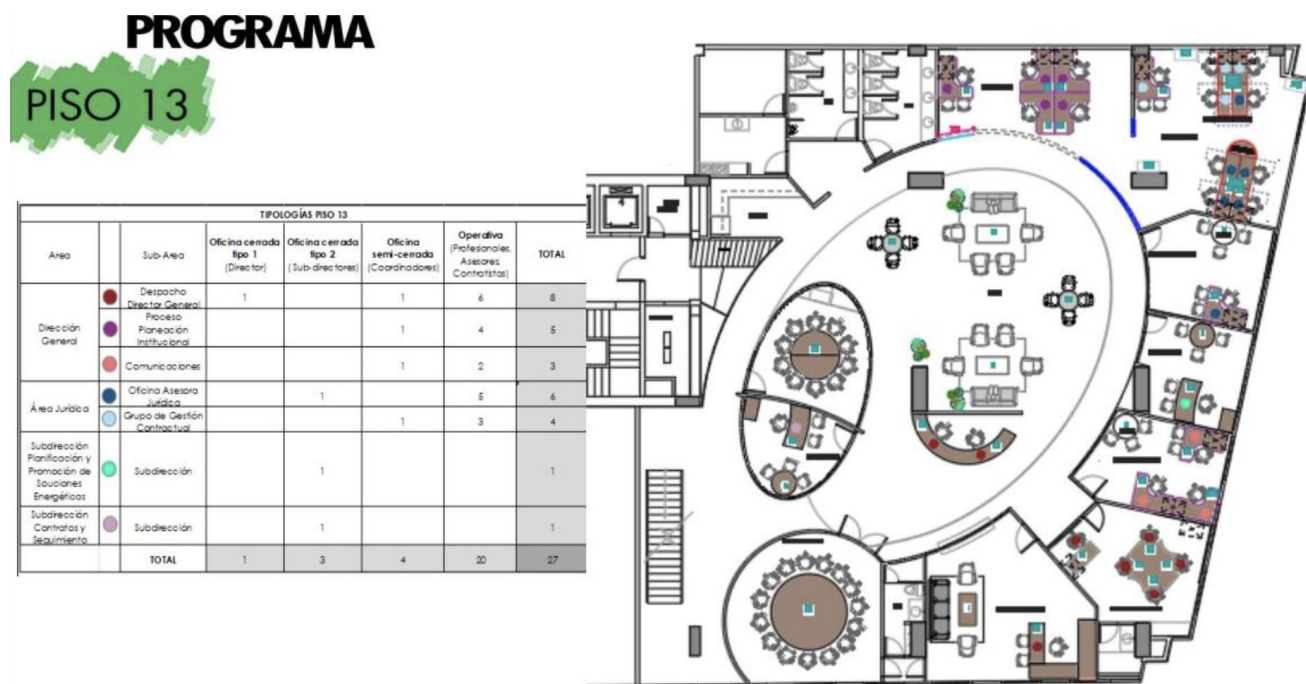 PROGRAMA
PISO 13
TIPOLOGÍAS PISO 13
Area
Sub-Area
Oficina cerrada
tipo 1
(Director)
Oficina cerrada
tipo 2
(Sub-directores)
Oficina
semi-cerrada
(Coordinadores)
Operativa
(Profesionales,
Asesores,
Contratistas)
TOTAL
Dirección
General
Despacho
Director General
1
1
6
8
Proceso
Planeación
Institucional
1
4
5
Comunicaciones
1
2
3
Área Jurídica
Oficina Asesora
Jurídica
1
5
6
Grupo de Gestión
Contractual
1
3
4
Subdirección
Planificación y
Promoción de
Souciones
Energéticas
Subdirección
1
1
Subdirección
Contratos y
Seguimiento
Subdirección
1
1
TOTAL
1
3
4
20
27